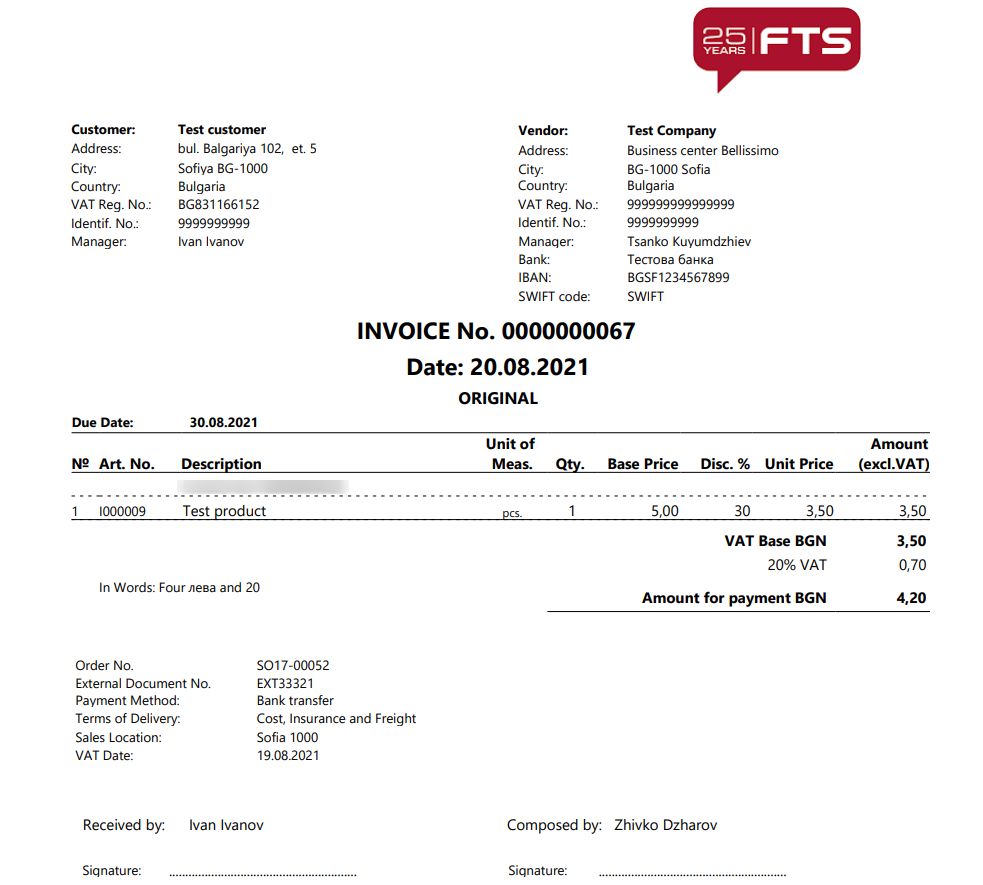 25 YEARS FTS
Customer: Test customer
Address: bul. Balgariya 102, et. 5
City: Sofiya BG-1000
Country: Bulgaria
VAT Reg. No.: BG831166152
Identif. No.: 9999999999
Manager: Ivan Ivanov
Vendor: Test Company
Address: Business center Bellissimo
City: BG-1000 Sofia
Country: Bulgaria
VAT Reg. No.: 999999999999999
Identif. No.: 9999999999
Manager: Tsanko Kuyumdzhiev
Bank: Тестова банка
IBAN: BGSF1234567899
SWIFT code: SWIFT
INVOICE No. 0000000067
Date: 20.08.2021
ORIGINAL
Due Date: 30.08.2021
Nº Art. No. Description Unit of Meas. Qty. Base Price Disc. % Unit Price Amount (excl.VAT)
1 I000009 Test product pcs. 1 5,00 30 3,50 3,50
VAT Base BGN 3,50
20% VAT 0,70
In Words: Four лева and 20
Amount for payment BGN 4,20
Order No. SO17-00052
External Document No. EXT33321
Payment Method: Bank transfer
Terms of Delivery: Cost, Insurance and Freight
Sales Location: Sofia 1000
VAT Date: 19.08.2021
Received by: Ivan Ivanov Composed by: Zhivko Dzharov
Signature: ............................................................ Signature: ............................................................